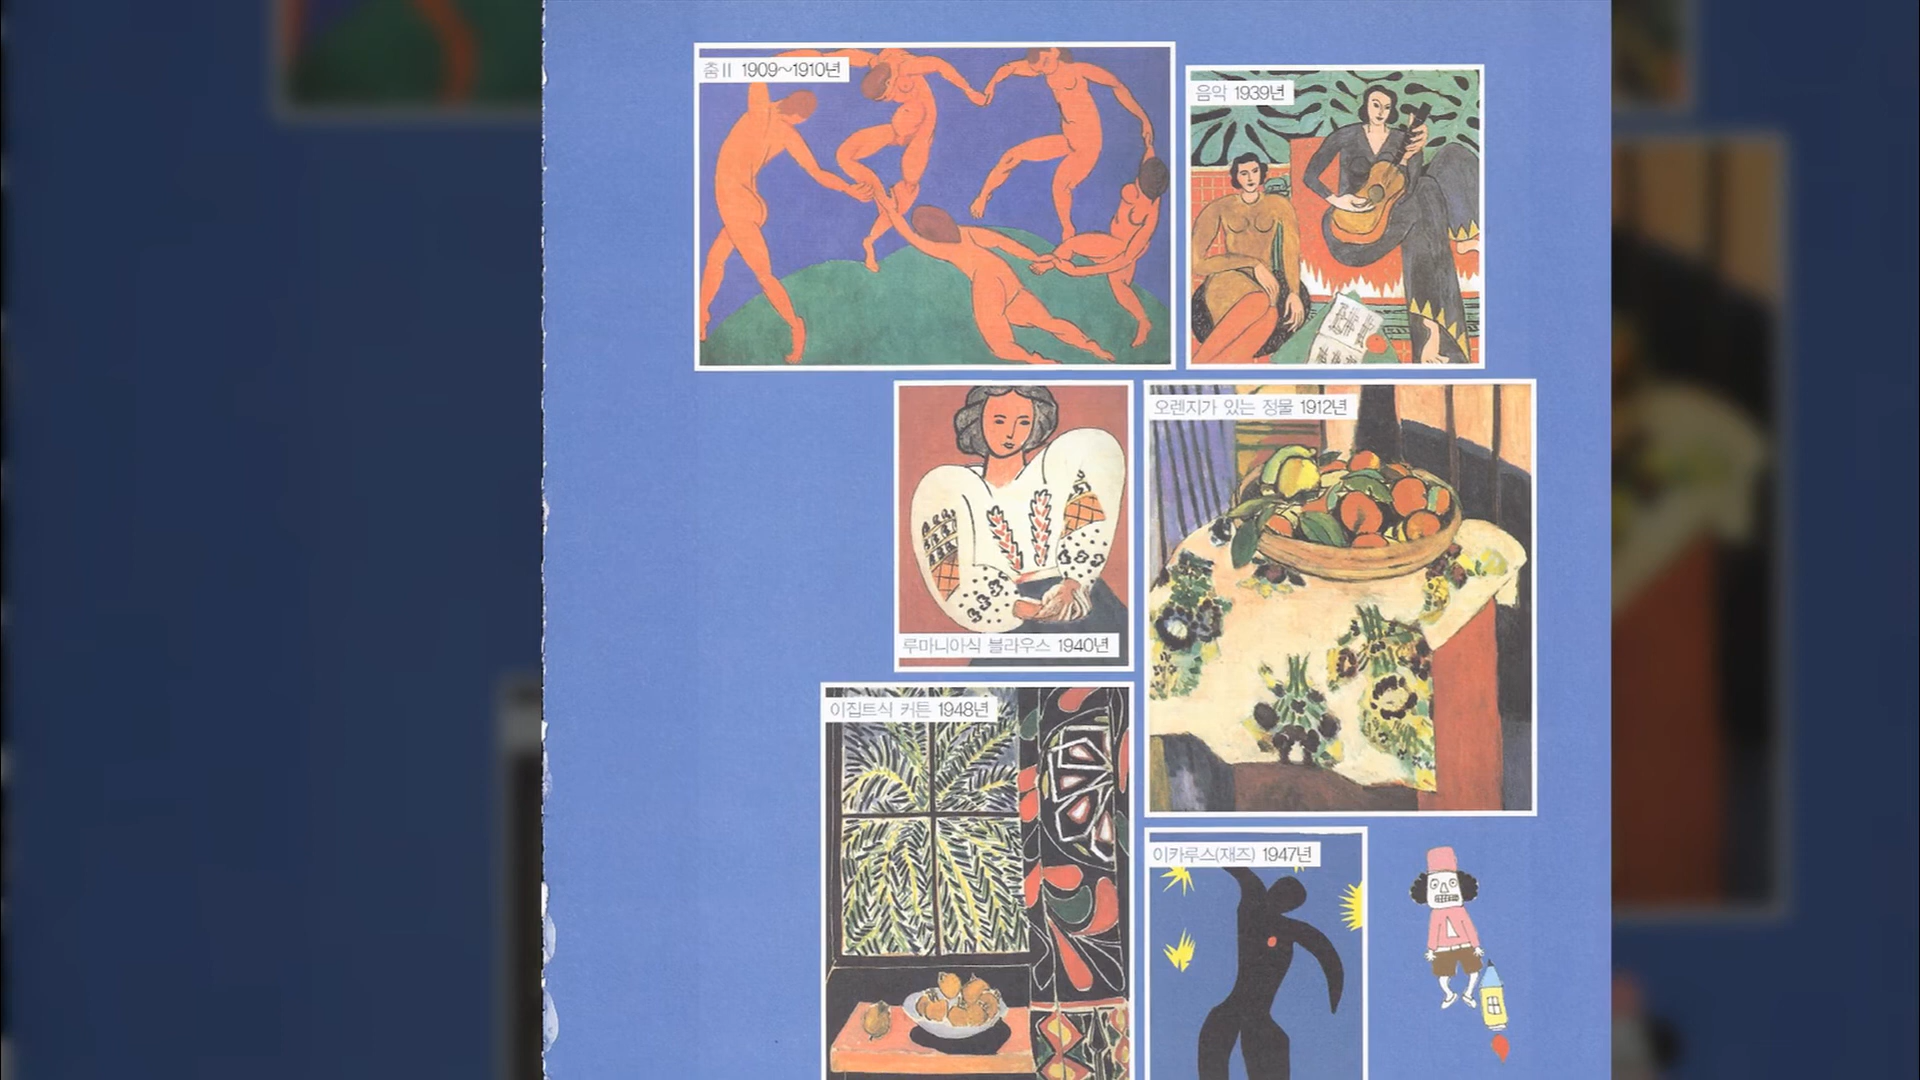 춤 II 1909~1910년
음악 1939년
루마니아식 블라우스 1940년
오렌지가 있는 정물 1912년
이집트식 커튼 1948년
이카루스(재즈) 1947년